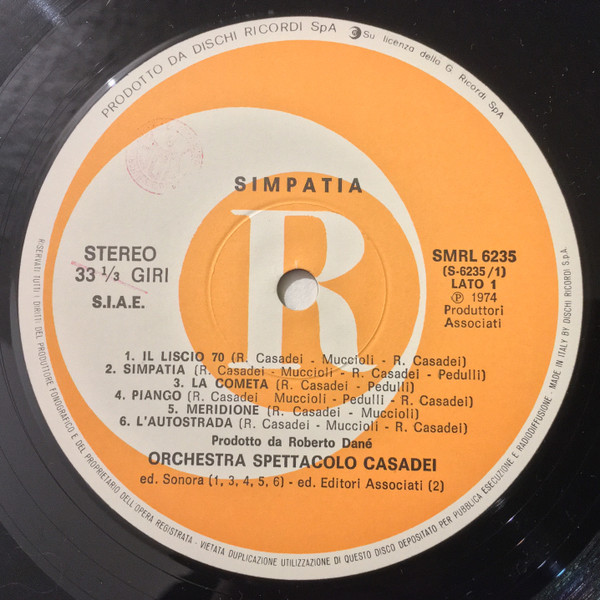 PRODOTTO DA DISCHI RICORDI SpA
Su licenza dello G. Ricordi SpA
SIMPATIA
R
STEREO
33 1/3 GIRI
S.I.A.E.
SMRL 6235
(S-6235/1)
LATO 1
℗ 1974
Produttori
Associati
1. IL LISCIO 70 (R. Casadei - Muccioli - R. Casadei)
2. SIMPATIA (R. Casadei - Muccioli - R. Casadei - Pedulli)
3. LA COMETA (R. Casadei - Pedulli)
4. PIANGO (R. Casadei Muccioli - Pedulli - R. Casadei)
5. MERIDIONE (R. Casadei - Muccioli)
6. L'AUTOSTRADA (R. Casadei - Muccioli - R. Casadei)
Prodotto da Roberto Dané
ORCHESTRA SPETTACOLO CASADEI
ed. Sonora (1, 3, 4, 5, 6) - ed. Editori Associati (2)
RISERVATI TUTTI I DIRITTI DEL PRODUTTORE FONOGRAFICO E DEL PROPRIETARIO DELL'OPERA REGISTRATA - VIETATA DUPLICAZIONE UTILIZZAZIONE DI QUESTO DISCO DEPOSITATO PER PUBBLICA ESECUZIONE E RADIODIFFUSIONE - MADE IN ITALY BY DISCHI RICORDI S.p.A.